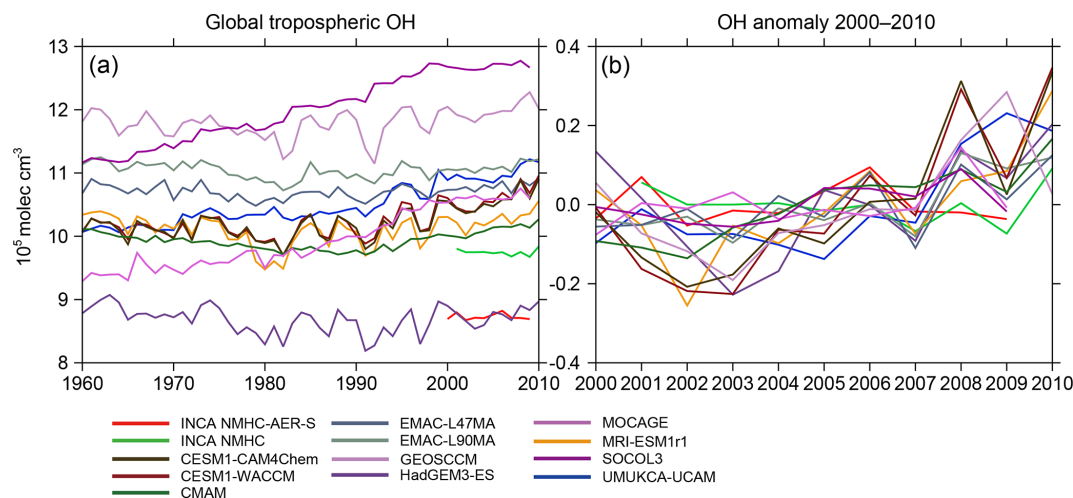 Global tropospheric OH
OH anomaly 2000–2010
(a)
13
12
11
10
9
8
10⁵ molec cm⁻³
1960 1970 1980 1990 2000 2010
(b)
0.4
0.2
0.0
-0.2
-0.4
2000 2001 2002 2003 2004 2005 2006 2007 2008 2009 2010
INCA NMHC-AER-S
INCA NMHC
CESM1-CAM4Chem
CESM1-WACCM
CMAM
EMAC-L47MA
EMAC-L90MA
GEOSCCM
HadGEM3-ES
MOCAGE
MRI-ESM1r1
SOCOL3
UMUKCA-UCAM